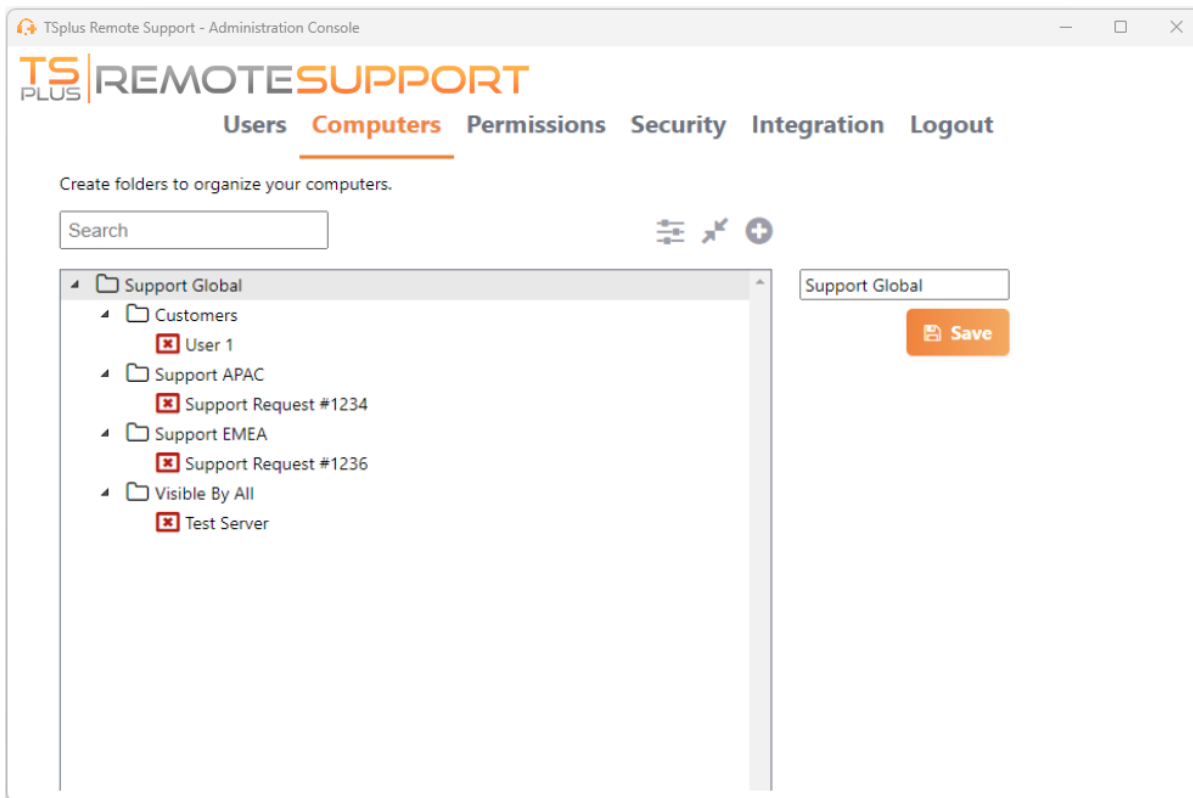 TSplus Remote Support - Administration Console
TS PLUS REMOTESUPPORT
Users Computers Permissions Security Integration Logout
Create folders to organize your computers.
Search
Support Global
Support Global
Customers
Save
User 1
Support APAC
Support Request #1234
Support EMEA
Support Request #1236
Visible By All
Test Server